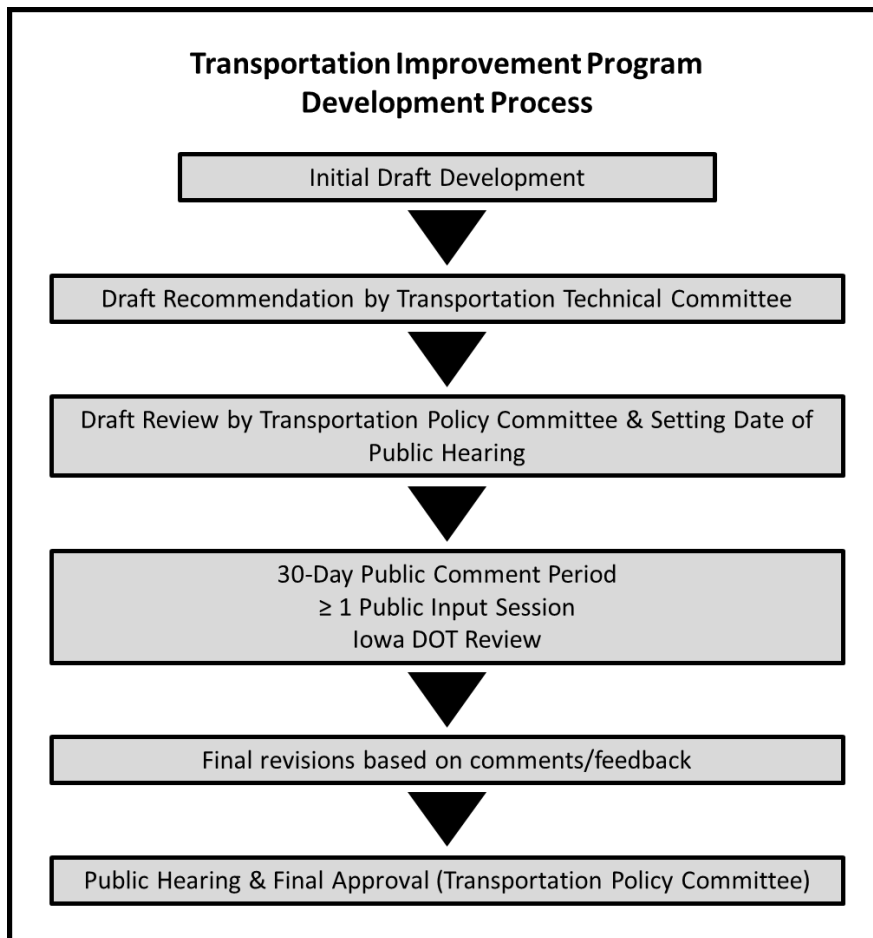 Transportation Improvement Program
Development Process
Initial Draft Development
Draft Recommendation by Transportation Technical Committee
Draft Review by Transportation Policy Committee & Setting Date of
Public Hearing
30-Day Public Comment Period
≥ 1 Public Input Session
Iowa DOT Review
Final revisions based on comments/feedback
Public Hearing & Final Approval (Transportation Policy Committee)